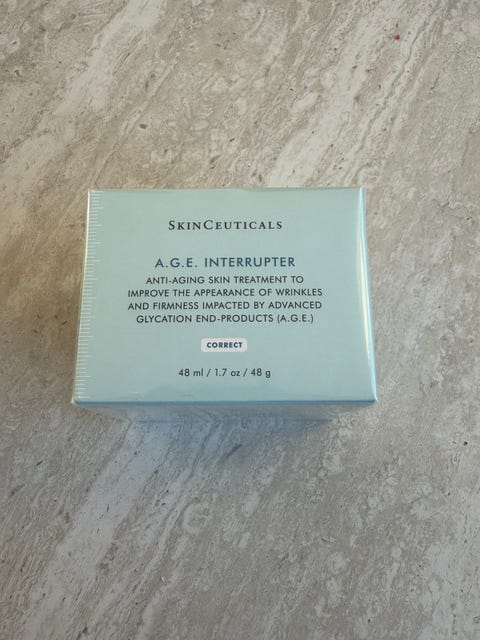 SKINCEUTICALS
A.G.E. INTERRUPTER
ANTI-AGING SKIN TREATMENT TO
IMPROVE THE APPEARANCE OF WRINKLES
AND FIRMNESS IMPACTED BY ADVANCED
GLYCATION END-PRODUCTS (A.G.E.)
CORRECT
48 ml / 1.7 oz / 48 g